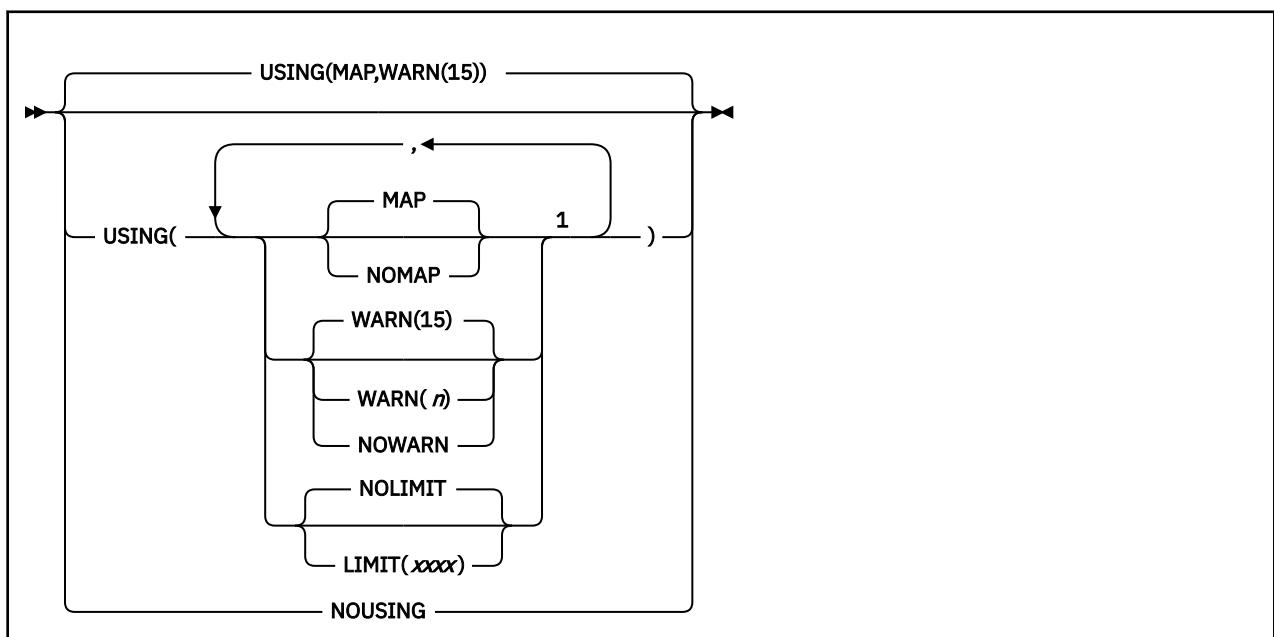 USING(MAP,WARN(15))
,
MAP
1
USING(
)
NOMAP
WARN(15)
WARN( n)
NOWARN
NOLIMIT
LIMIT( xxxx )
NOUSING